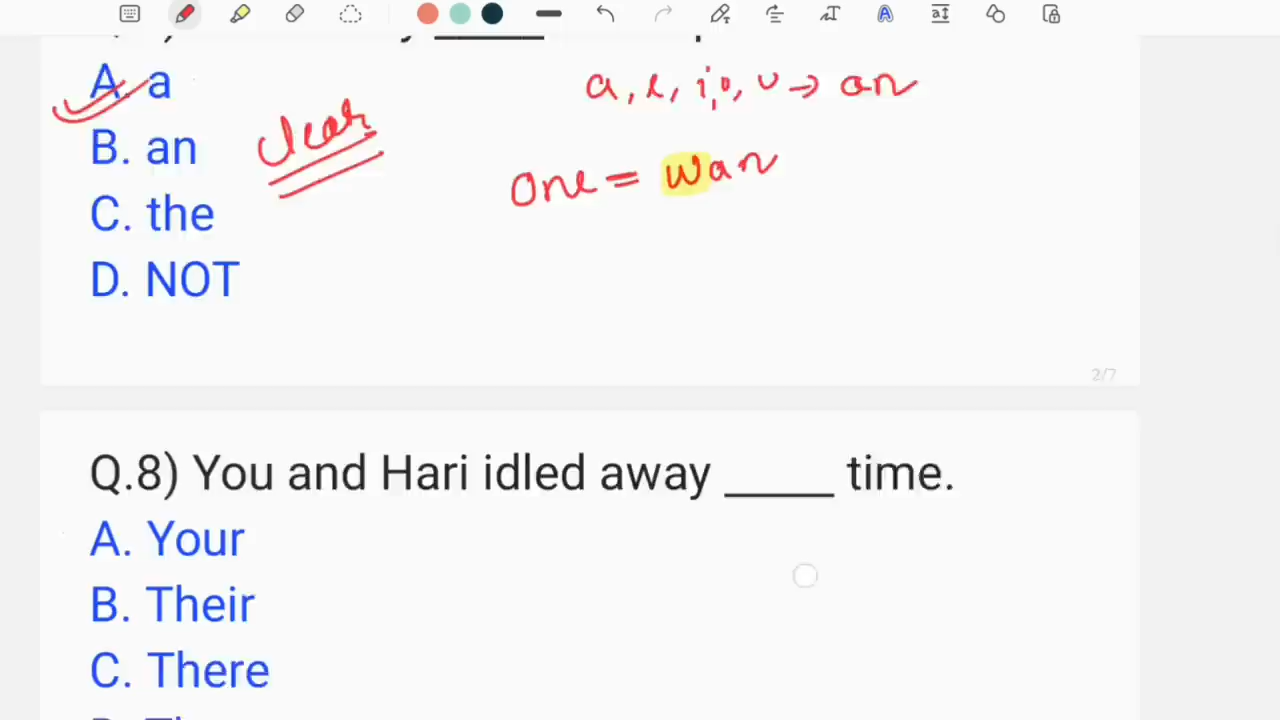 A. a
a, e, i, o, u → an
B. an
clear
One = wan
C. the
D. NOT
2/7
Q.8) You and Hari idled away _____ time.
A. Your
B. Their
C. There